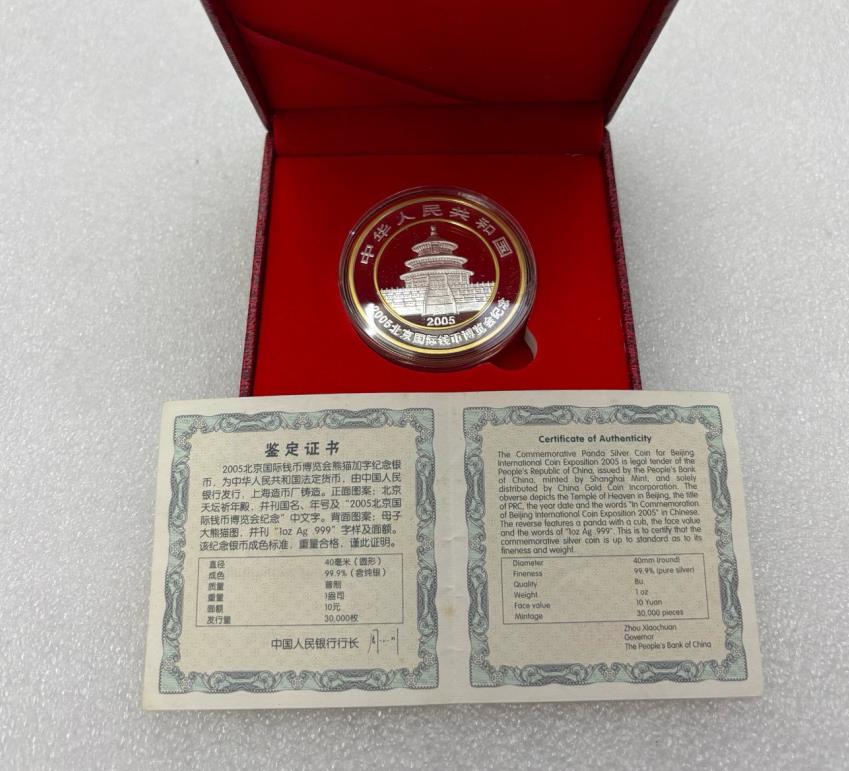 中华人民共和国
2005
2005北京国际钱币博览会纪念
鉴定证书
2005北京国际钱币博览会熊猫加字纪念银
币，为中华人民共和国法定货币，由中国人民
银行发行，上海造币厂铸造。正面图案：北京
天坛祈年殿，并刊国名、年号及"2005北京国
际钱币博览会纪念"中文字。背面图案：母子
大熊猫图，并刊"1oz Ag .999"字样及面额。
该纪念银币成色标准，重量合格，谨此证明。
直径 40毫米（圆形）
成色 99.9%（含纯银）
质量 普制
重量 1盎司
面额 10元
发行量 30,000枚
中国人民银行行长
Certificate of Authenticity
The Commemorative Panda Silver Coin for Beijing
International Coin Exposition 2005 is legal tender of the
People's Republic of China, issued by the People's Bank
of China, minted by Shanghai Mint, and solely
distributed by China Gold Coin Incorporation. The
obverse depicts the Temple of Heaven in Beijing, the title
of PRC, the year date and the words "In Commemoration
of Beijing International Coin Exposition 2005" in Chinese.
The reverse features a panda with a cub, the face value
and the words of "1oz Ag .999". This is to certify that the
commemorative silver coin is up to standard as to its
fineness and weight.
Diameter 40mm (round)
Fineness 99.9% (pure silver)
Quality Bu
Weight 1 oz
Face value 10 Yuan
Mintage 30,000 pieces
Zhou Xiaochuan
Governor
The People's Bank of China